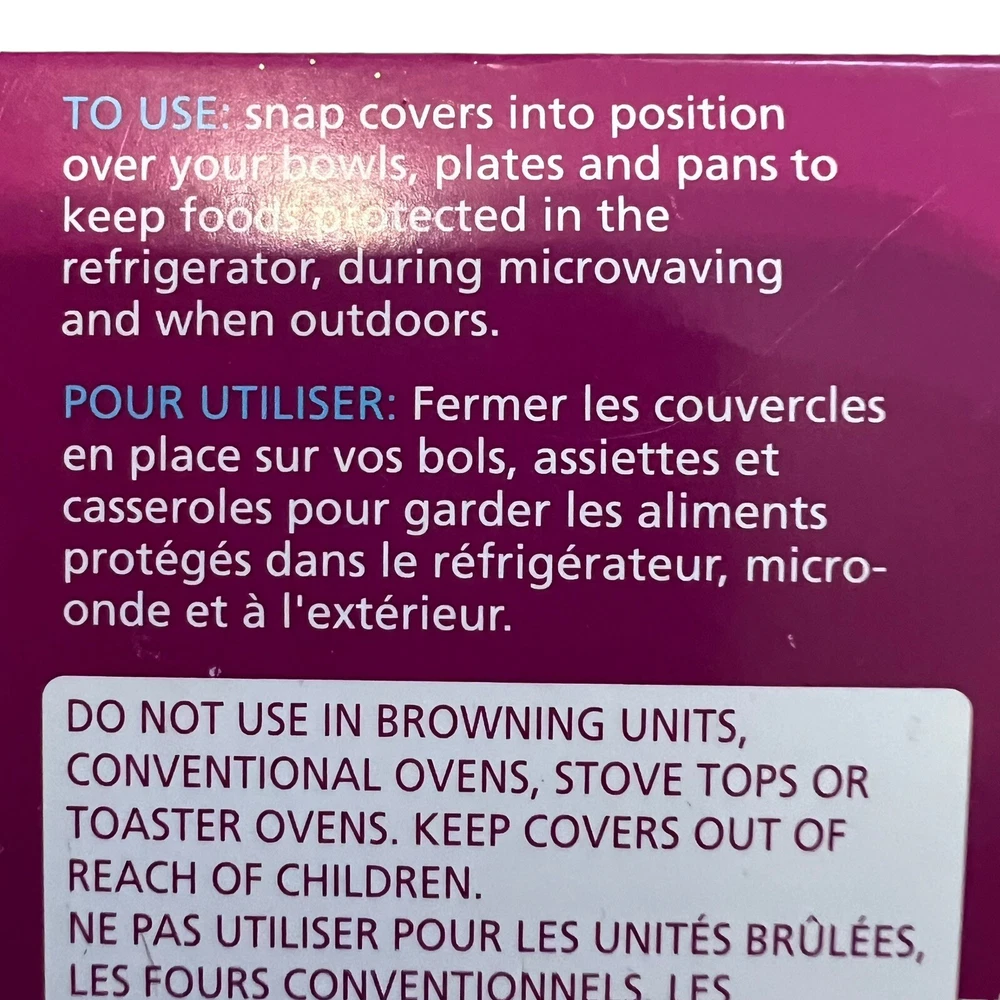 TO USE: snap covers into position
over your bowls, plates and pans to
keep foods protected in the
refrigerator, during microwaving
and when outdoors.
POUR UTILISER: Fermer les couvercles
en place sur vos bols, assiettes et
casseroles pour garder les aliments
protégés dans le réfrigérateur, micro-
onde et à l'extérieur.
DO NOT USE IN BROWNING UNITS,
CONVENTIONAL OVENS, STOVE TOPS OR
TOASTER OVENS. KEEP COVERS OUT OF
REACH OF CHILDREN.
NE PAS UTILISER POUR LES UNITÉS BRÛLÉES,
LES FOURS CONVENTIONNELS, LES